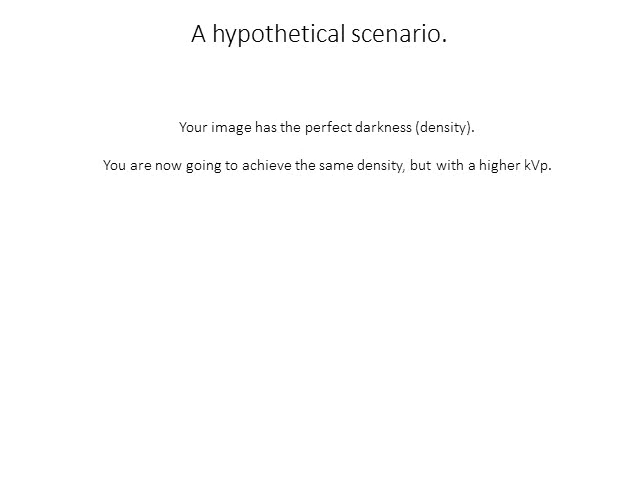 A hypothetical scenario.
Your image has the perfect darkness (density).
You are now going to achieve the same density, but with a higher kVp.